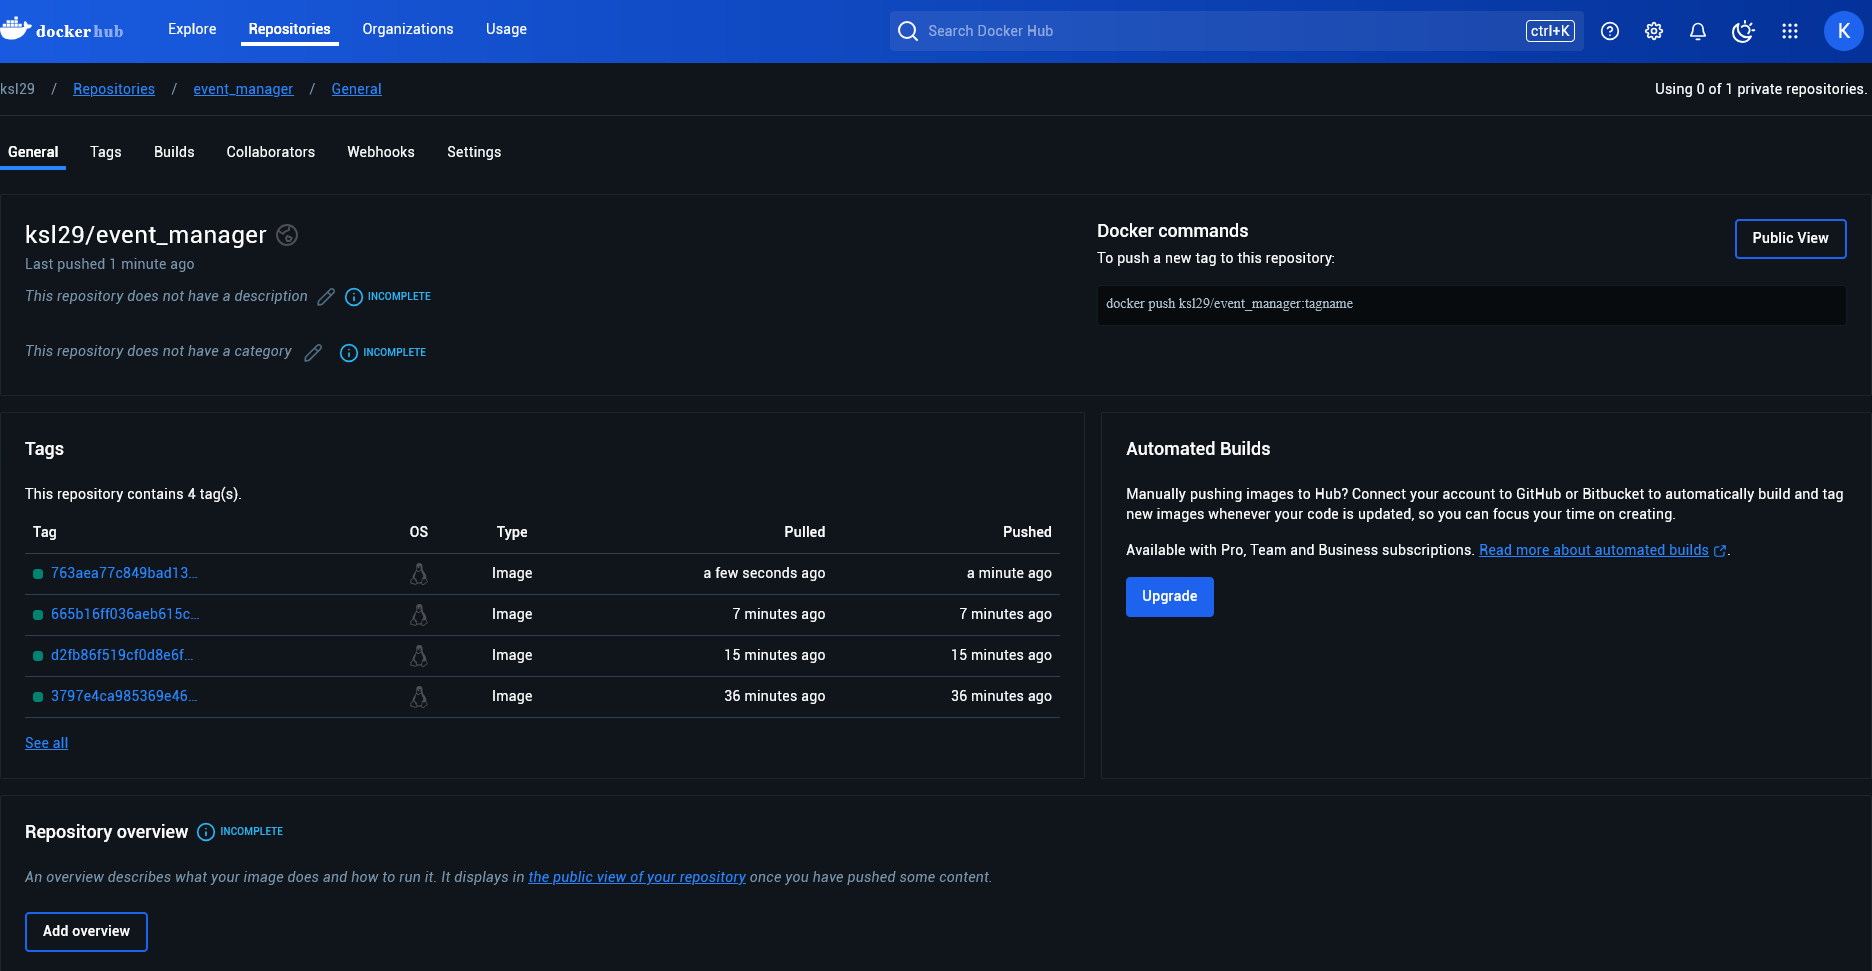 docker hub Explore Repositories Organizations Usage Search Docker Hub ctrl+K K
ksl29 / Repositories / event_manager / General Using 0 of 1 private repositories.
General Tags Builds Collaborators Webhooks Settings
ksl29/event_manager
Last pushed 1 minute ago
This repository does not have a description INCOMPLETE
This repository does not have a category INCOMPLETE
Docker commands
To push a new tag to this repository:
Public View
docker push ksl29/event_manager:tagname
Tags
This repository contains 4 tag(s).
Tag OS Type Pulled Pushed
763aea77c849bad13... Image a few seconds ago a minute ago
665b16ff036aeb615c... Image 7 minutes ago 7 minutes ago
d2fb86f519cf0d8e6f... Image 15 minutes ago 15 minutes ago
3797e4ca985369e46... Image 36 minutes ago 36 minutes ago
See all
Automated Builds
Manually pushing images to Hub? Connect your account to GitHub or Bitbucket to automatically build and tag
new images whenever your code is updated, so you can focus your time on creating.
Available with Pro, Team and Business subscriptions. Read more about automated builds.
Upgrade
Repository overview INCOMPLETE
An overview describes what your image does and how to run it. It displays in the public view of your repository once you have pushed some content.
Add overview